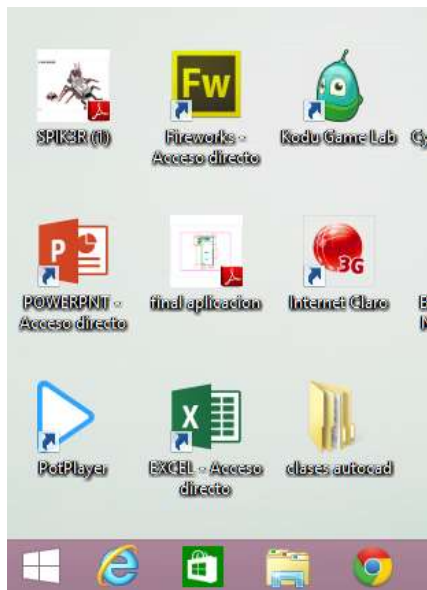 SPIK3R (1)
Fw
Fireworks -
Acceso directo
Kodu Game Lab
P
POWERPNT -
Acceso directo
final aplicacion
3G
Internet Claro
PotPlayer
X
EXCEL - Acceso
directo
clases autocad